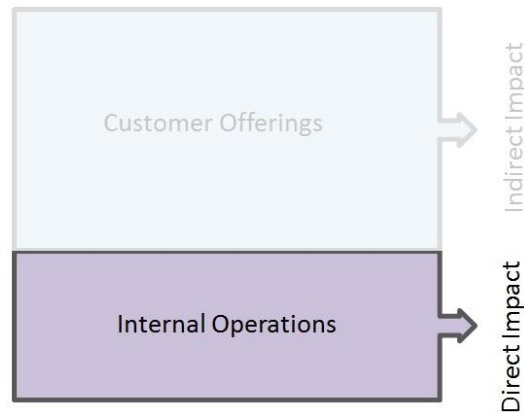 Customer Offerings
Indirect Impact
Internal Operations
Direct Impact